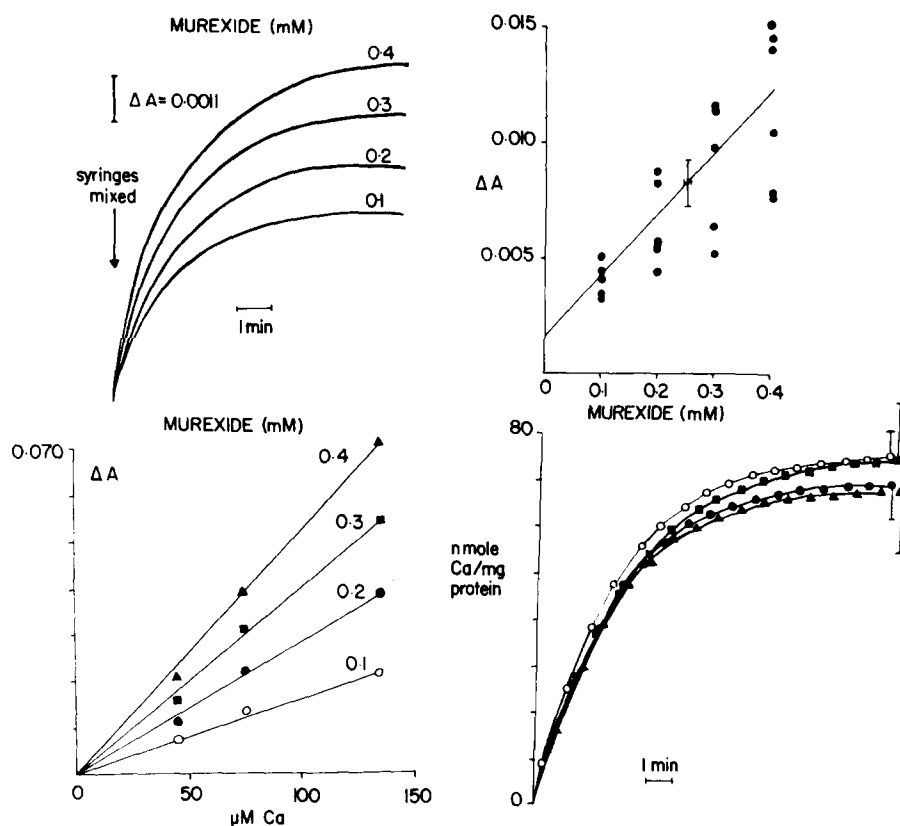 MUREXIDE (mM)
0·4
ΔA = 0·0011
0·3
0·2
syringes
mixed
0·1
1 min
0·015
0·010
ΔA
0·005
0 0·1 0·2 0·3 0·4
MUREXIDE (mM)
MUREXIDE (mM)
0·070
ΔA
0·4
0·3
0·2
0·1
0 50 100 150
μM Ca
80
n mole
Ca/mg
protein
1 min
0